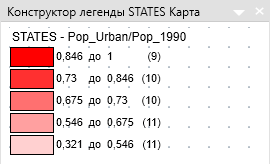 Конструктор легенды STATES Карта
STATES - Pop_Urban/Pop_1990
0,846 до 1 (9)
0,73 до 0,846 (10)
0,675 до 0,73 (10)
0,546 до 0,675 (11)
0,321 до 0,546 (11)